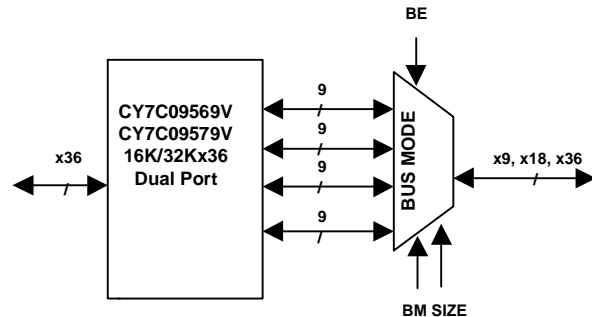 BE
CY7C09569V
CY7C09579V
16K/32Kx36
Dual Port
x36
9
9
9
9
BUS MODE
x9, x18, x36
BM SIZE